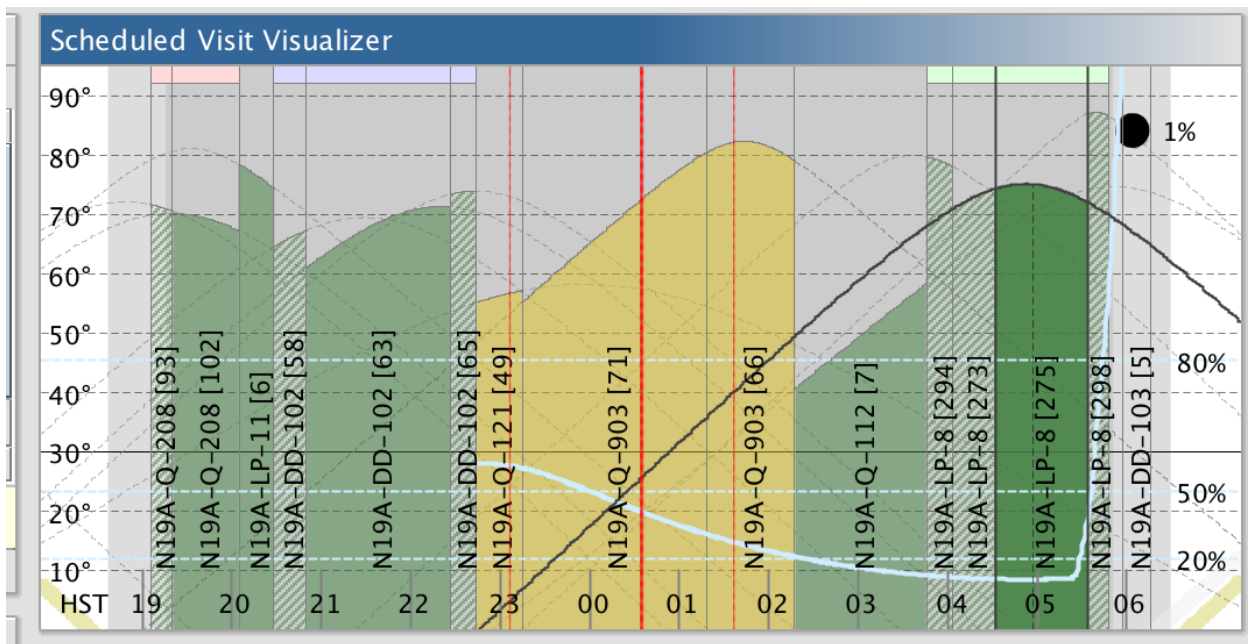 Scheduled Visit Visualizer
90°
80°
70°
60°
50°
40°
30°
20°
10°
1%
80%
50%
20%
N19A-Q-208 [93]
N19A-Q-208 [102]
N19A-LP-11 [6]
N19A-DD-102 [58]
N19A-DD-102 [63]
N19A-DD-102 [65]
N19A-Q-121 [49]
N19A-Q-903 [71]
N19A-Q-903 [66]
N19A-Q-112 [7]
N19A-LP-8 [294]
N19A-LP-8 [273]
N19A-LP-8 [275]
N19A-LP-8 [298]
N19A-DD-103 [5]
HST 19 20 21 22 23 00 01 02 03 04 05 06